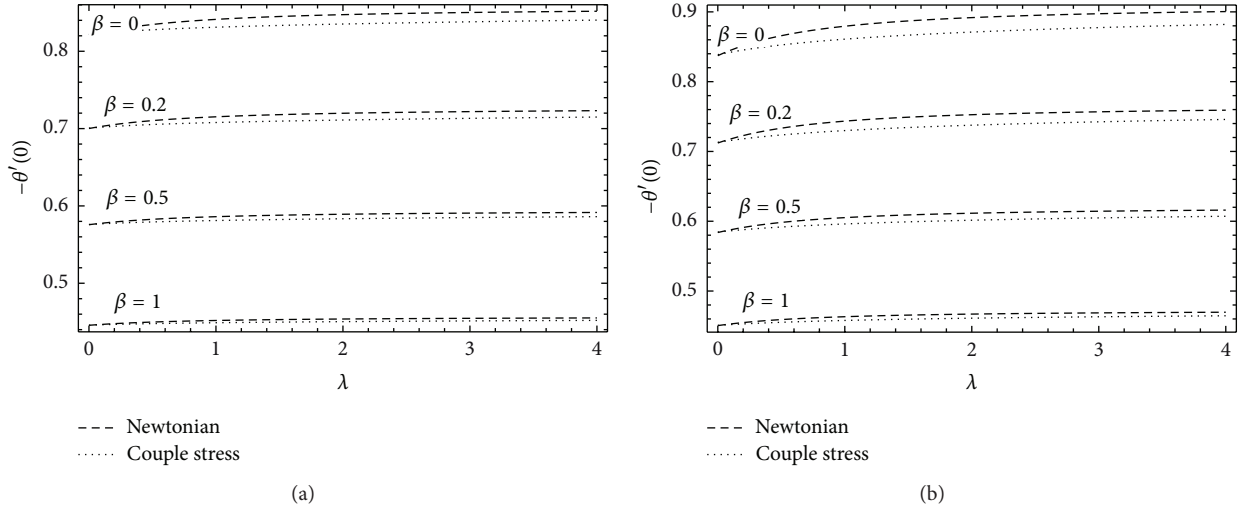 β = 0
0.8
β = 0.2
0.7
−θ′(0)
0.6
β = 0.5
0.5
β = 1
0 1 2 3 4
λ
Newtonian
Couple stress
(a)
0.9
β = 0
0.8
β = 0.2
0.7
−θ′(0)
β = 0.5
0.6
0.5
β = 1
0 1 2 3 4
λ
Newtonian
Couple stress
(b)